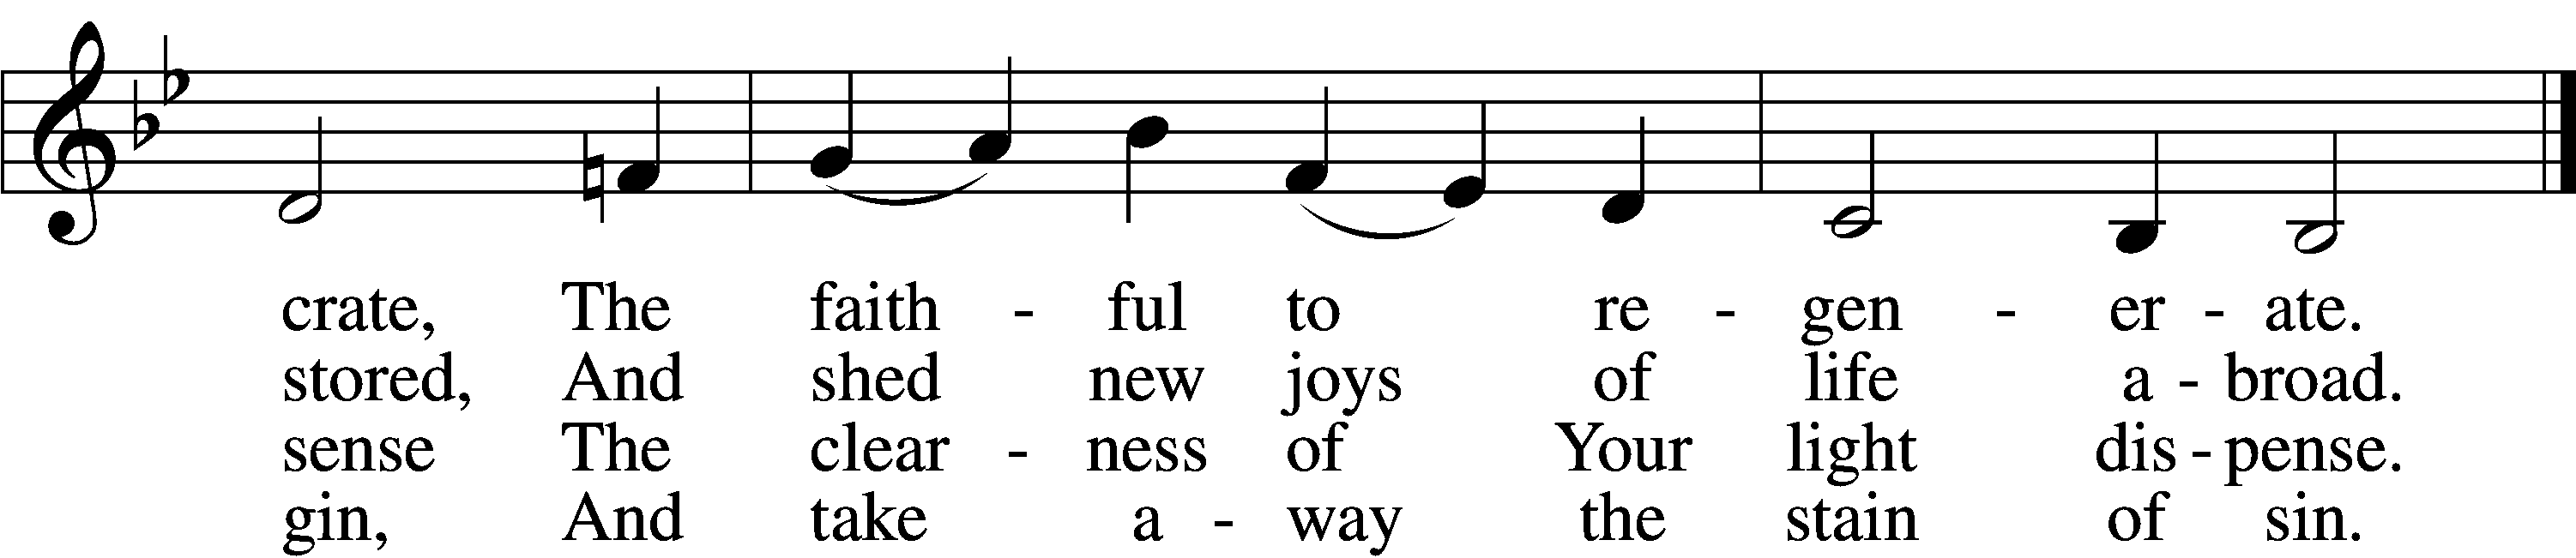 crate, The faith - ful to re - gen - er - ate.
stored, And shed new joys of life a - broad.
sense The clear - ness of Your light dis - pense.
gin, And take a - way the stain of sin.